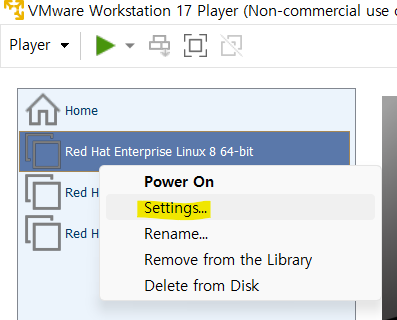 VMware Workstation 17 Player (Non-commercial use
Player
Home
Red Hat Enterprise Linux 8 64-bit
Red H
Red H
Power On
Settings...
Rename...
Remove from the Library
Delete from Disk